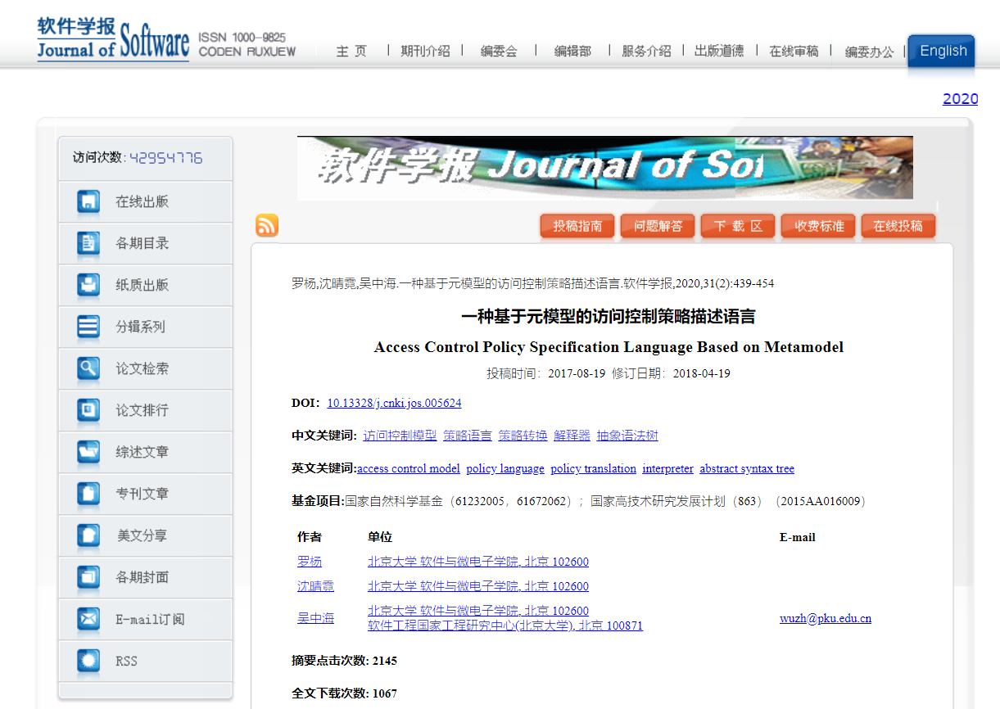 软件学报
Journal of Software
ISSN 1000-9825
CODEN RUXUEW
主 页 | 期刊介绍 | 编委会 | 编辑部 | 服务介绍 | 出版道德 | 在线审稿 | 编委办公 | English
2020
访问次数: 42954776
在线出版
各期目录
纸质出版
分辑系列
论文检索
论文排行
综述文章
专刊文章
美文分享
各期封面
E-mail订阅
RSS
软件学报 Journal of Sof
投稿指南 问题解答 下 载 区 收费标准 在线投稿
罗杨,沈晴霓,吴中海.一种基于元模型的访问控制策略描述语言.软件学报,2020,31(2):439-454
一种基于元模型的访问控制策略描述语言
Access Control Policy Specification Language Based on Metamodel
投稿时间：2017-08-19 修订日期：2018-04-19
DOI：10.13328/j.cnki.jos.005624
中文关键词: 访问控制模型 策略语言 策略转换 解释器 抽象语法树
英文关键词:access control model policy language policy translation interpreter abstract syntax tree
基金项目:国家自然科学基金（61232005，61672062）；国家高技术研究发展计划（863）（2015AA016009）
作者 单位 E-mail
罗杨 北京大学 软件与微电子学院, 北京 102600
沈晴霓 北京大学 软件与微电子学院, 北京 102600
吴中海 北京大学 软件与微电子学院, 北京 102600
软件工程国家工程研究中心(北京大学), 北京 100871 wuzh@pku.edu.cn
摘要点击次数: 2145
全文下载次数: 1067